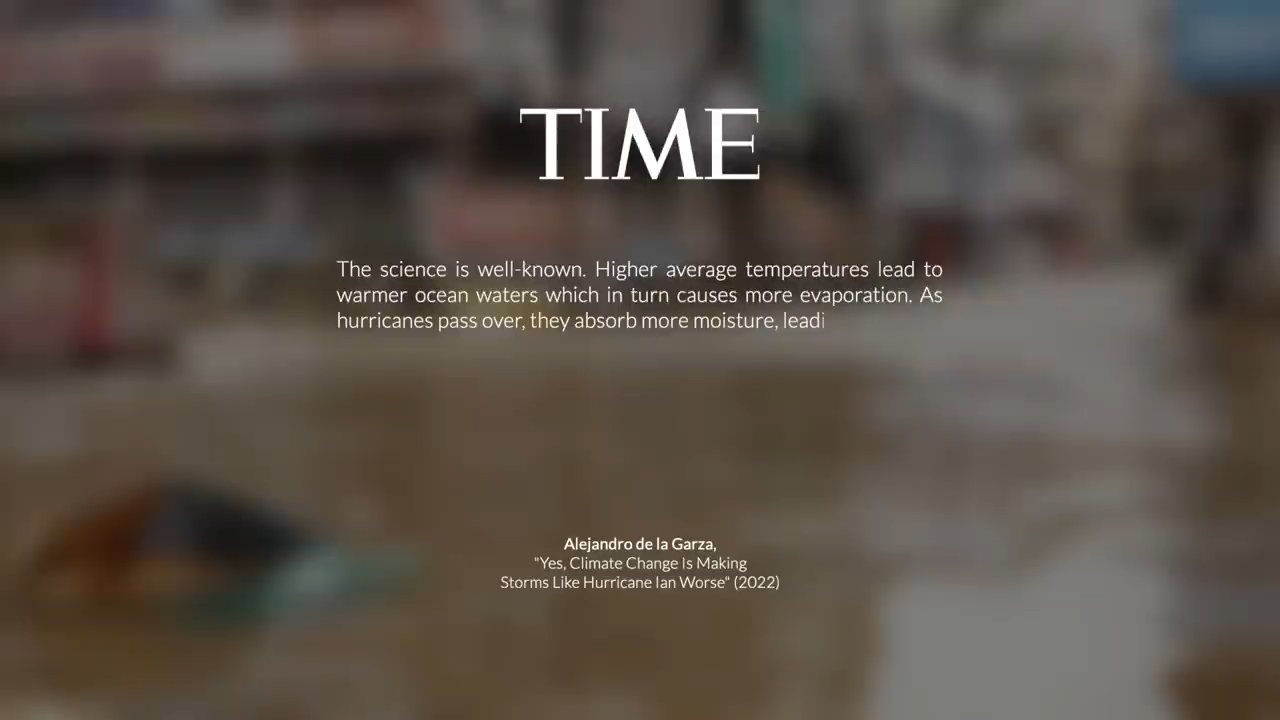 TIME
The science is well-known. Higher average temperatures lead to
warmer ocean waters which in turn causes more evaporation. As
hurricanes pass over, they absorb more moisture, leadi
Alejandro de la Garza,
"Yes, Climate Change Is Making
Storms Like Hurricane Ian Worse" (2022)